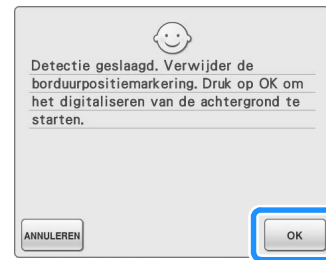 Detectie geslaagd. Verwijder de
borduurpositiemarkering. Druk op OK om
het digitaliseren van de achtergrond te
starten.
ANNULEREN
OK